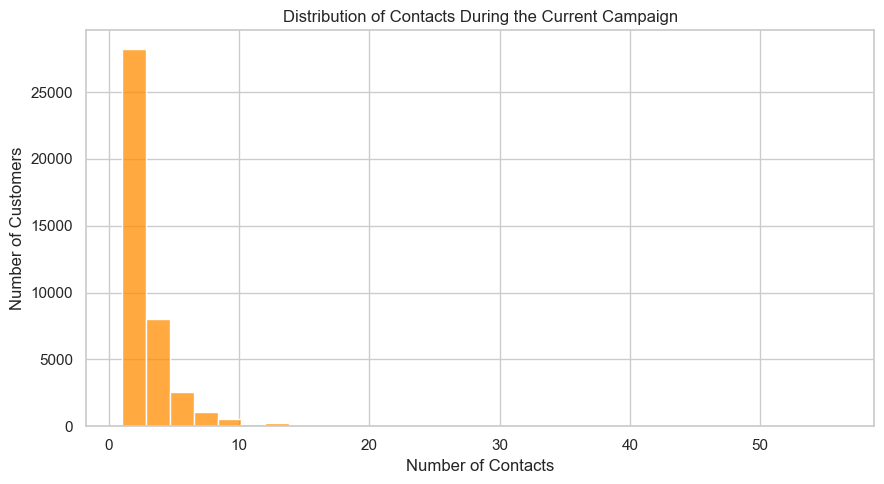 Distribution of Contacts During the Current Campaign
Number of Customers
25000
20000
15000
10000
5000
0
0 10 20 30 40 50
Number of Contacts